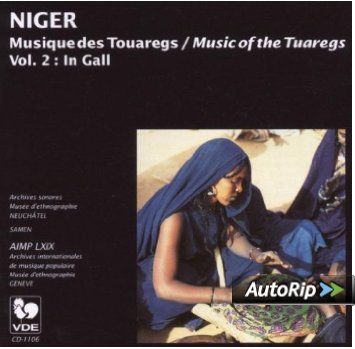 NIGER
Musique des Touaregs / Music of the Tuaregs
Vol. 2 : In Gall
Archives sonores
Musée d'ethnographie
NEUCHÂTEL
SAMEN
AIMP LXIX
Archives internationales
de musique populaire
Musée d'ethnographie
GENEVE
AutoRip
VDE
CD-1106